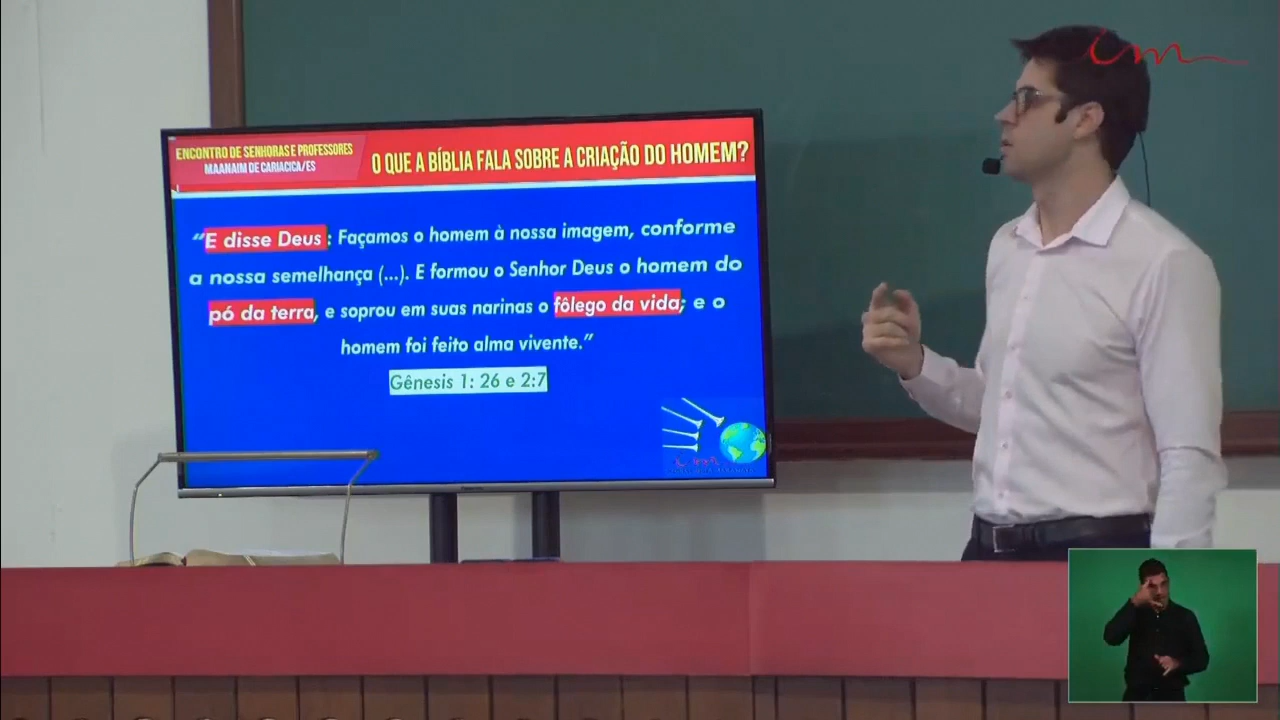 ENCONTRO DE SENHORAS E PROFESSORES
MAANAIM DE CARIACICA/ES
O QUE A BÍBLIA FALA SOBRE A CRIAÇÃO DO HOMEM?
“E disse Deus: Façamos o homem à nossa imagem, conforme
a nossa semelhança (...). E formou o Senhor Deus o homem do
pó da terra, e soprou em suas narinas o fôlego da vida; e o
homem foi feito alma vivente.”
Gênesis 1: 26 e 2:7